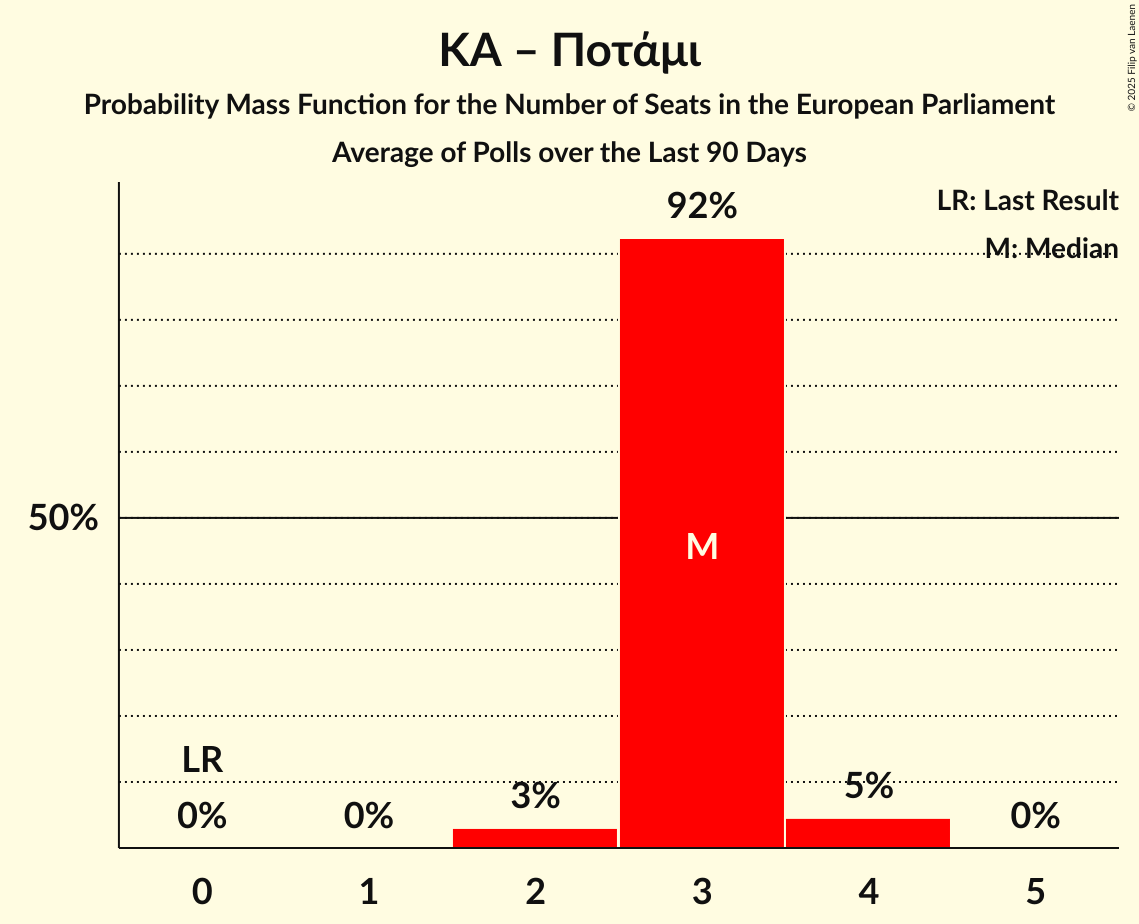 ΚΑ – Ποτάμι
Probability Mass Function for the Number of Seats in the European Parliament
Average of Polls over the Last 90 Days
© 2025 Filip van Laenen
LR: Last Result
M: Median
92%
50%
M
LR
0%
0%
3%
5%
0%
0
1
2
3
4
5